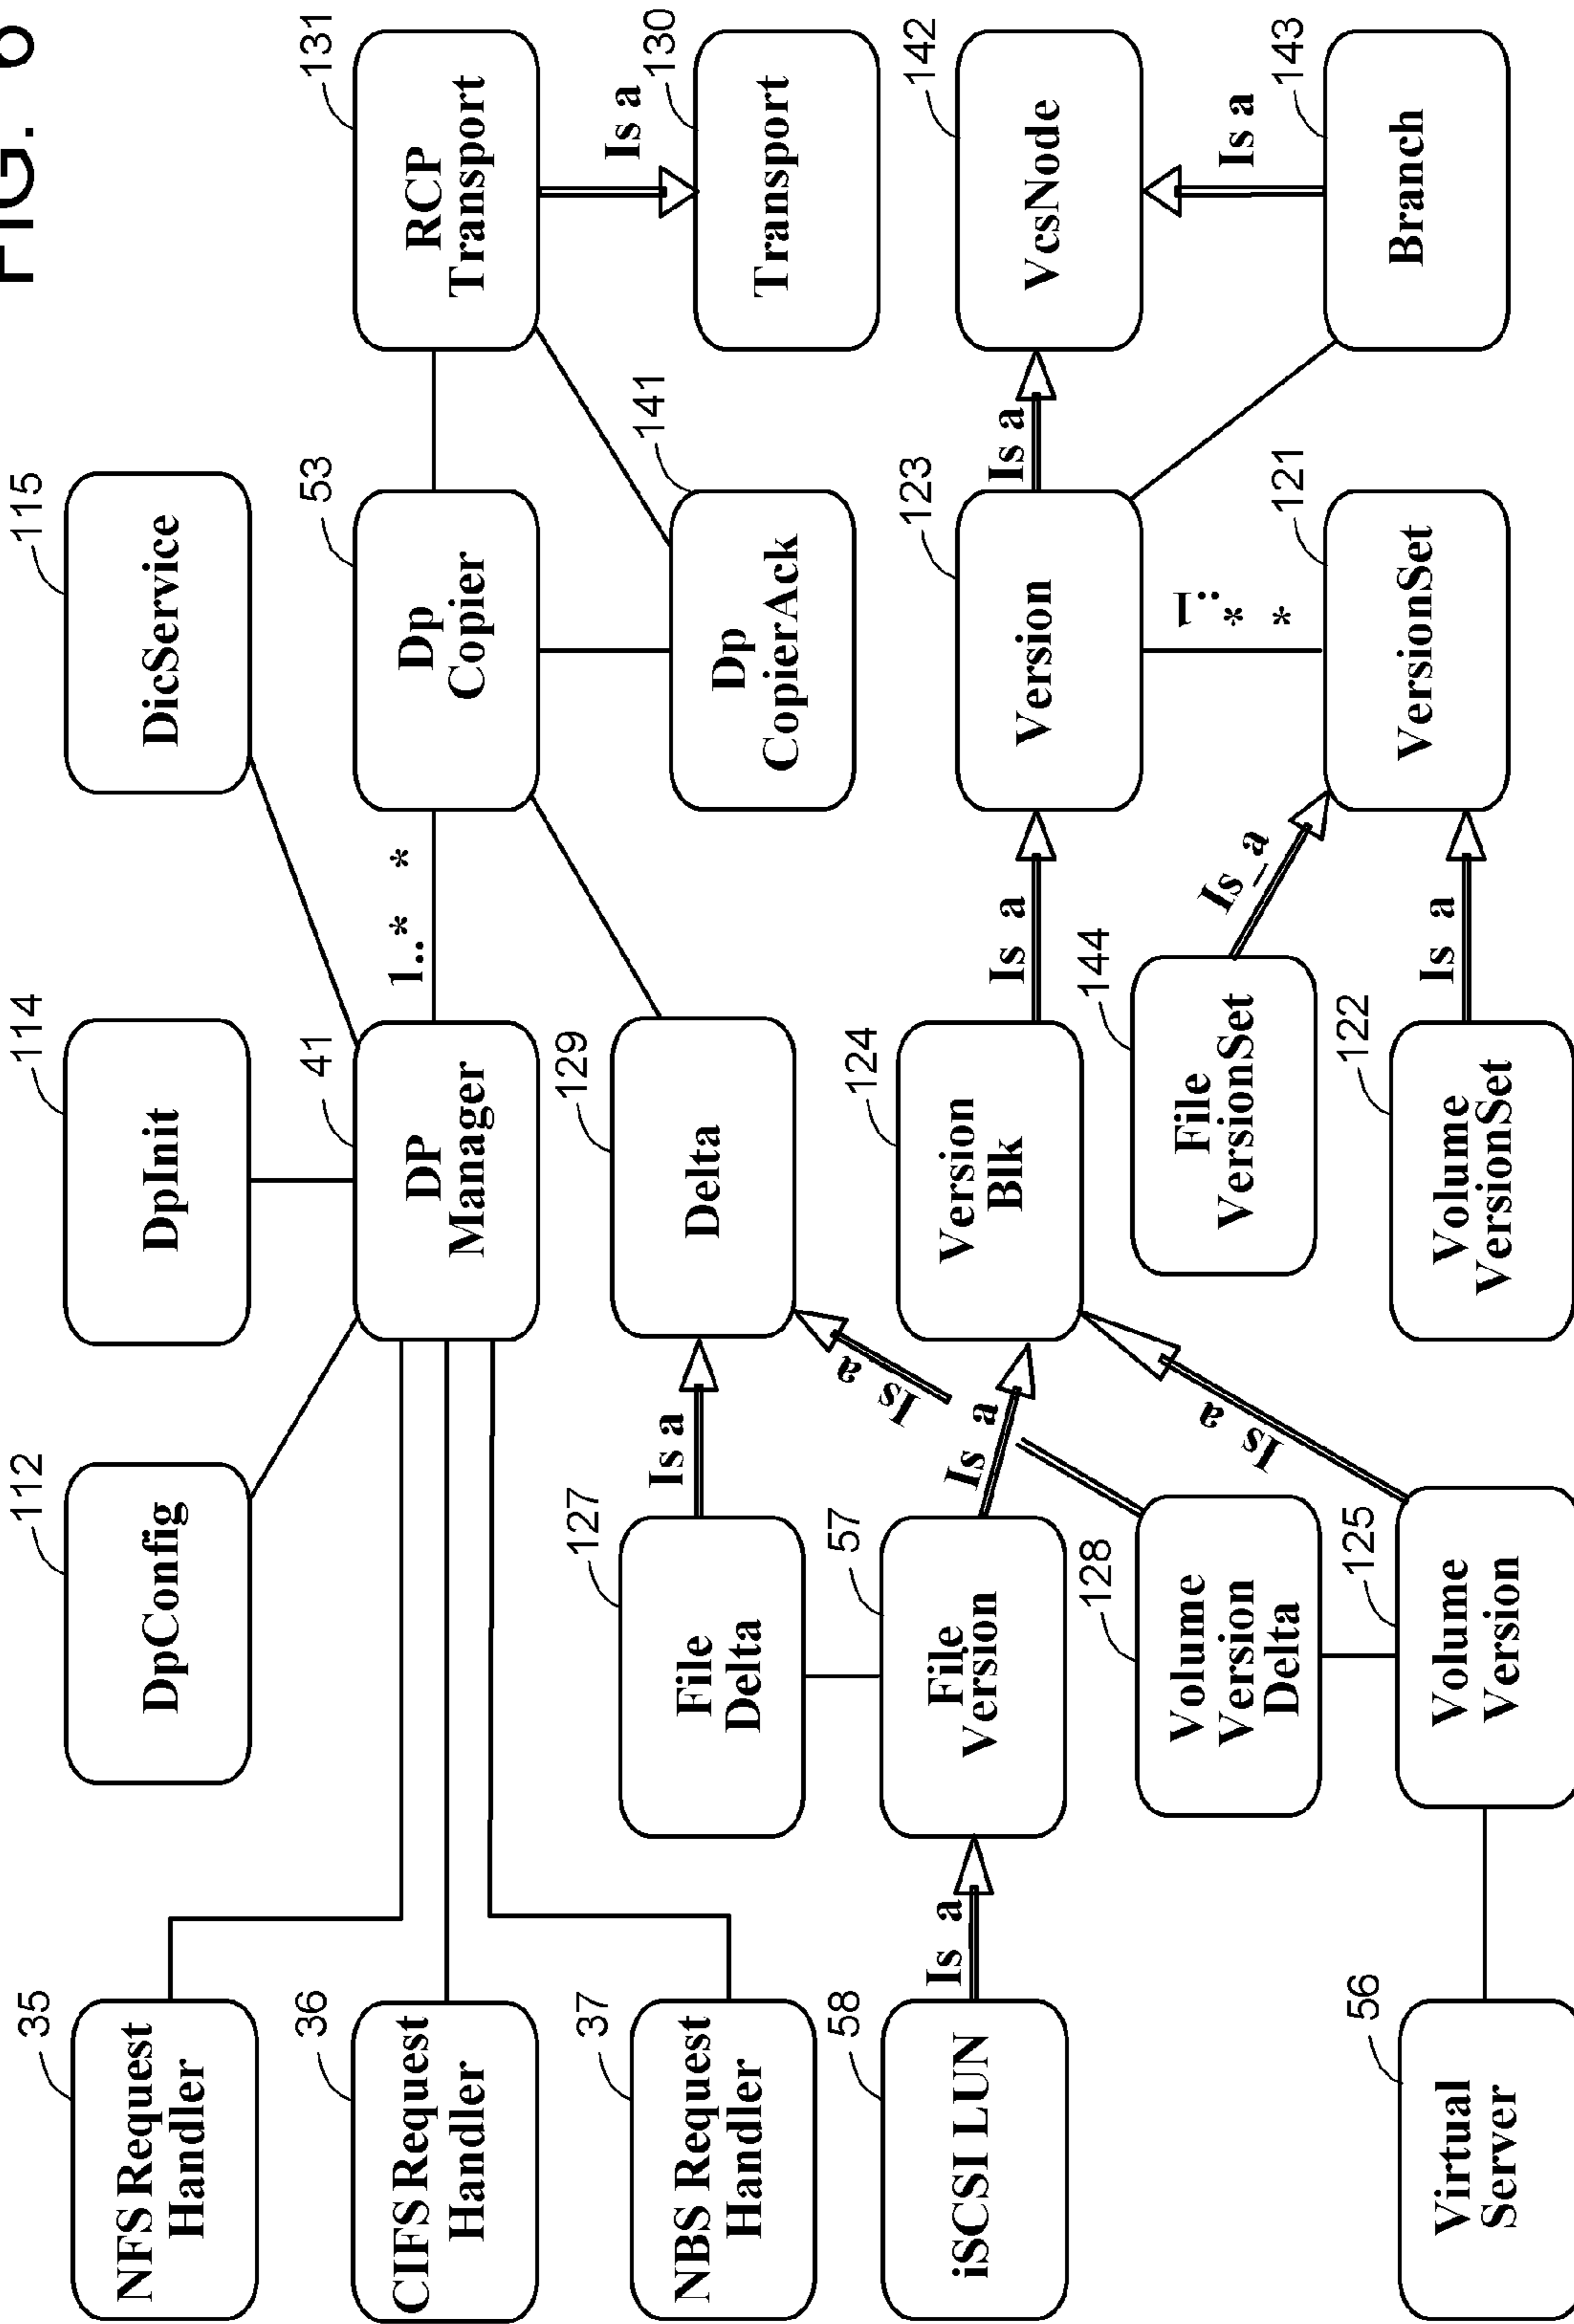 FIG.
35
NFS Request
Handler
112
DpConfig
114
DpInit
115
DicService
36
CIFS Request
Handler
41
DP
Manager
1..* *
53
Dp
Copier
131
RCP
Transport
Is a
37
NBS Request
Handler
127
File
Delta
Is a
129
Delta
141
Dp
CopierAck
130
Transport
58
iSCSI LUN
Is a
57
File
Version
Is a
Is a
124
Version
Blk
Is a
123
Version
Is a
142
VcsNode
128
Volume
Version
Delta
Is a
144
File
VersionSet
Is a
1..*
*
Is a
56
Virtual
Server
125
Volume
Version
122
Volume
VersionSet
Is a
121
VersionSet
143
Branch